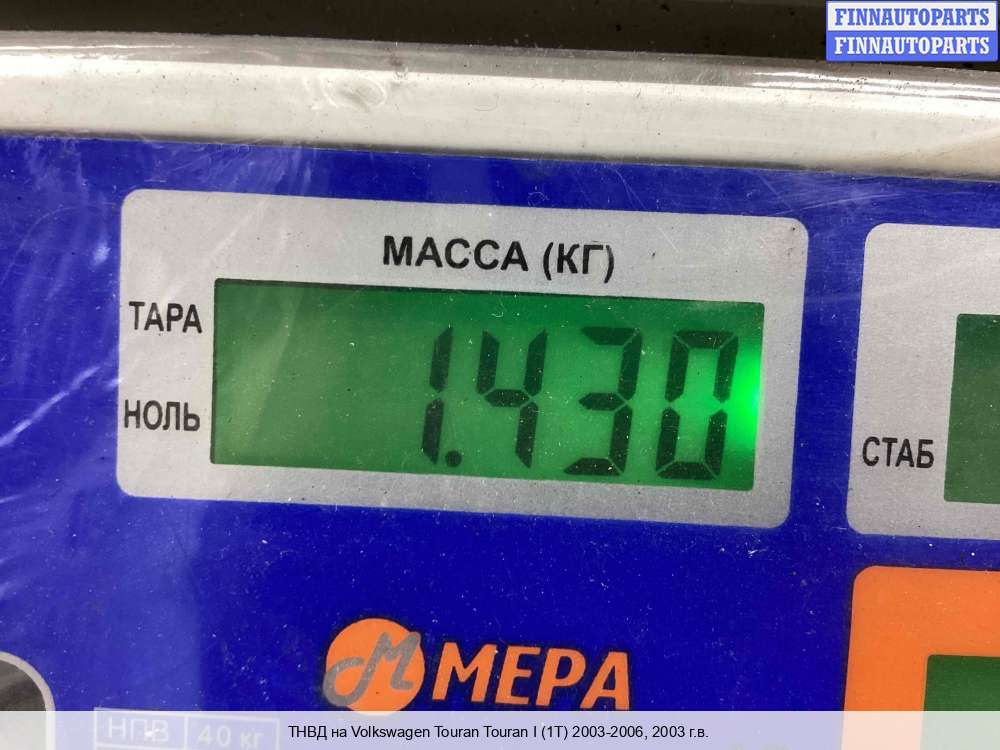 FINNAUTOPARTS
FINNAUTOPARTS
МАССА (КГ)
ТАРА
1.430
НОЛЬ
СТАБ
М МЕРА
НПВ 40 кг
ТНВД на Volkswagen Touran Touran I (1T) 2003-2006, 2003 г.в.